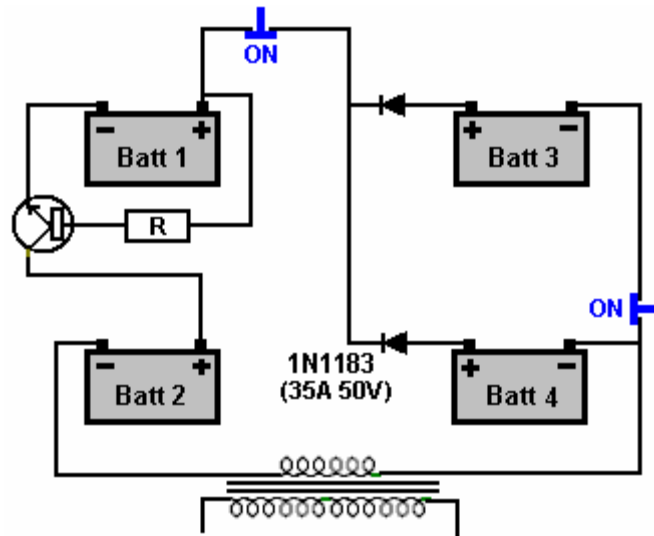 ON
- +
Batt 1
+ -
Batt 3
R
ON
- +
Batt 2
1N1183
(35A 50V)
+ -
Batt 4